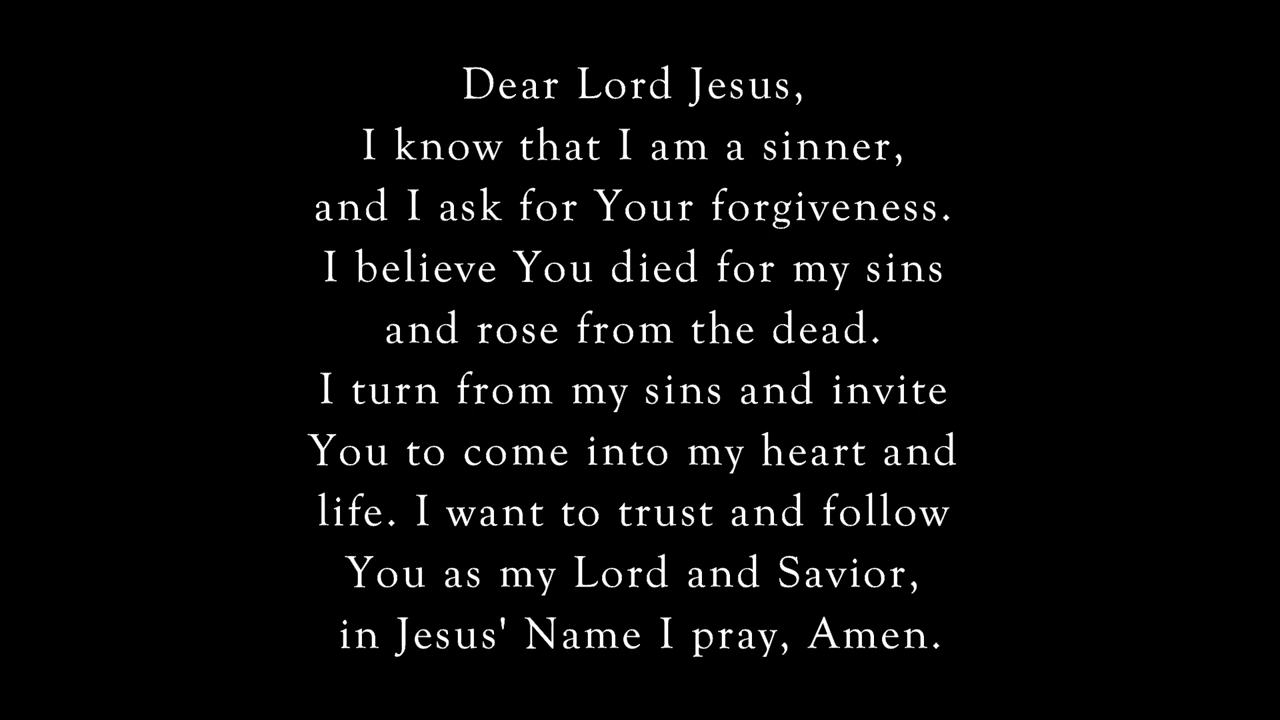 Dear Lord Jesus,
I know that I am a sinner,
and I ask for Your forgiveness.
I believe You died for my sins
and rose from the dead.
I turn from my sins and invite
You to come into my heart and
life. I want to trust and follow
You as my Lord and Savior,
in Jesus' Name I pray, Amen.